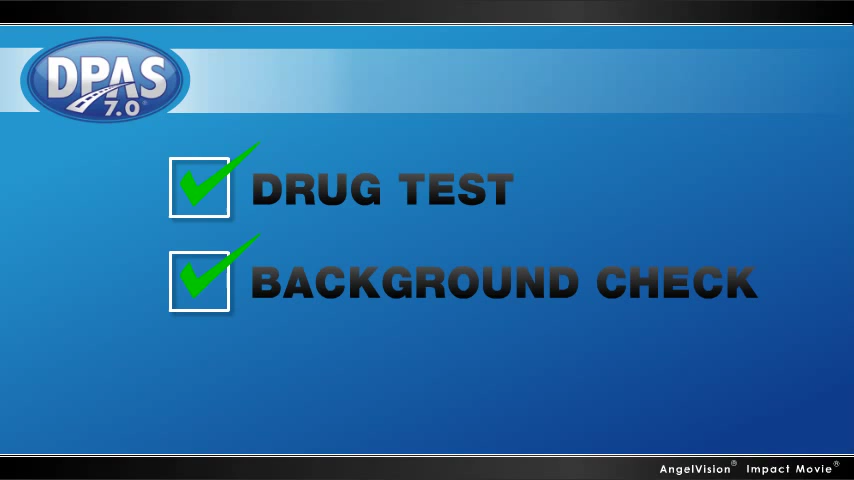 DPAS
7.0®
DRUG TEST
BACKGROUND CHECK
AngelVision® Impact Movie®